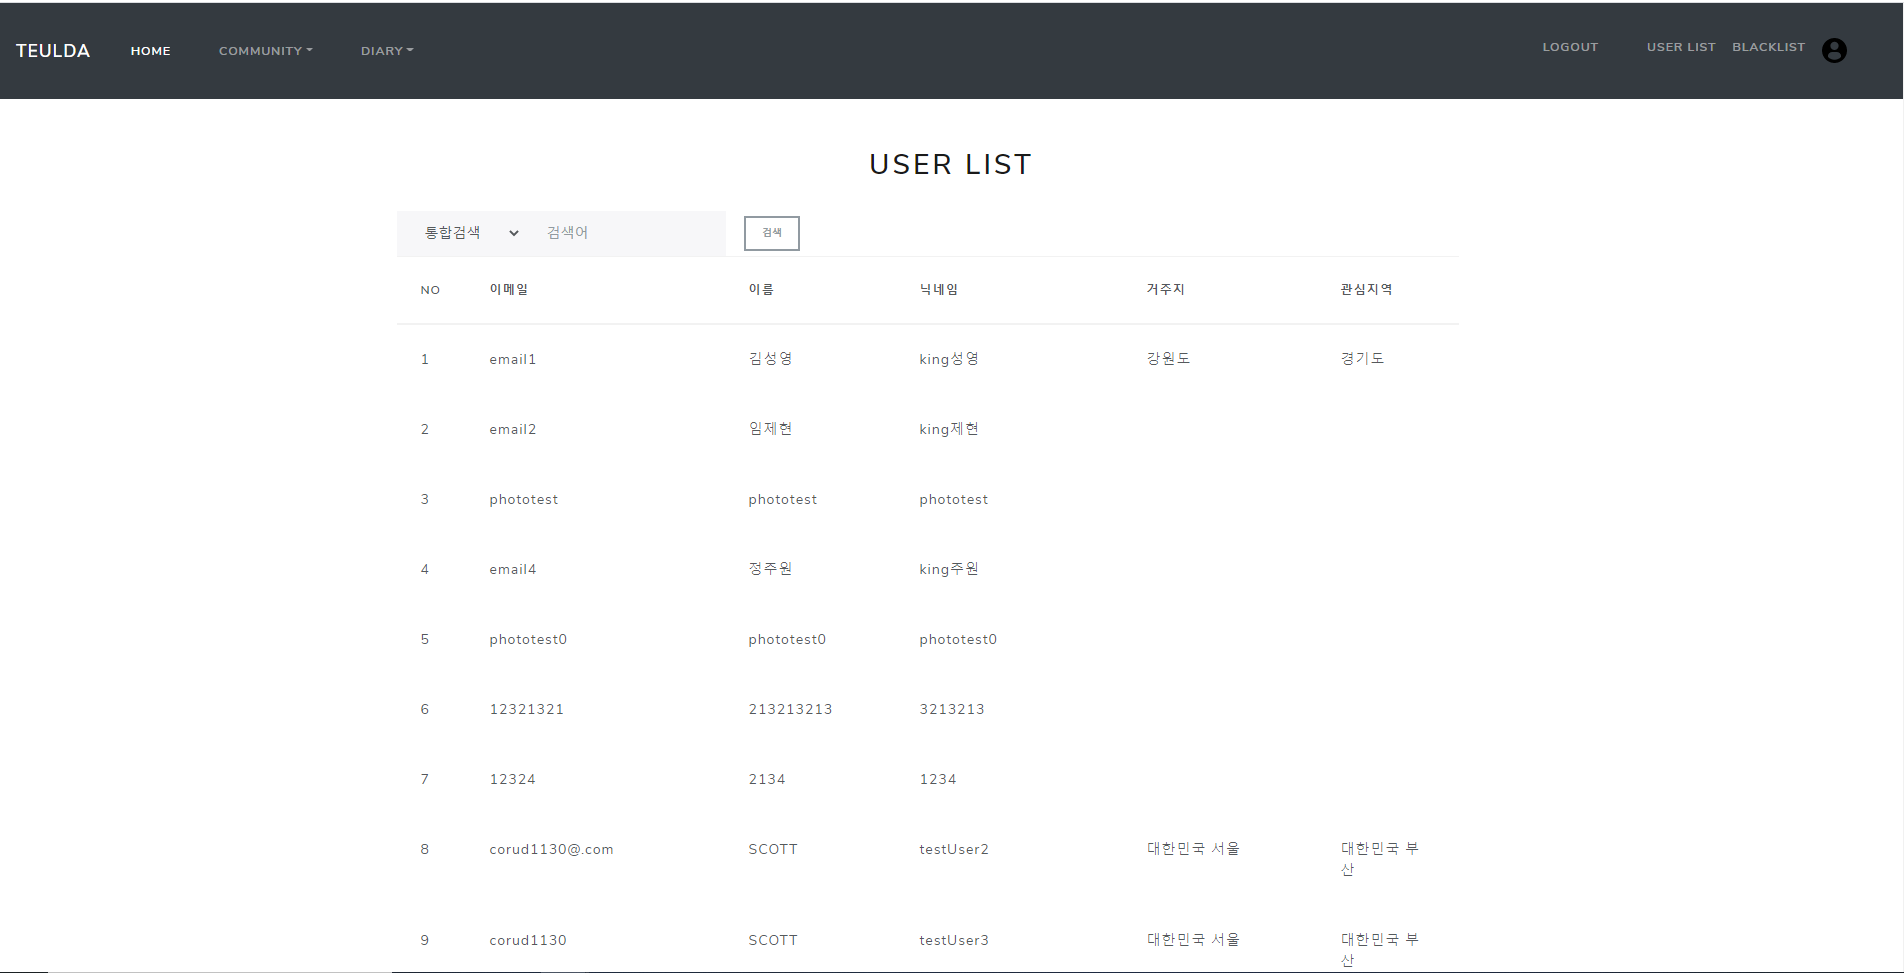 TEULDA HOME COMMUNITY DIARY LOGOUT USER LIST BLACKLIST
USER LIST
통합검색 검색어 검색
NO 이메일 이름 닉네임 거주지 관심지역
1 email1 김성영 king성영 강원도 경기도
2 email2 임제현 king제현
3 phototest phototest phototest
4 email4 정주원 king주원
5 phototest0 phototest0 phototest0
6 12321321 213213213 3213213
7 12324 2134 1234
8 corud1130@.com SCOTT testUser2 대한민국 서울 대한민국 부
산
9 corud1130 SCOTT testUser3 대한민국 서울 대한민국 부
산